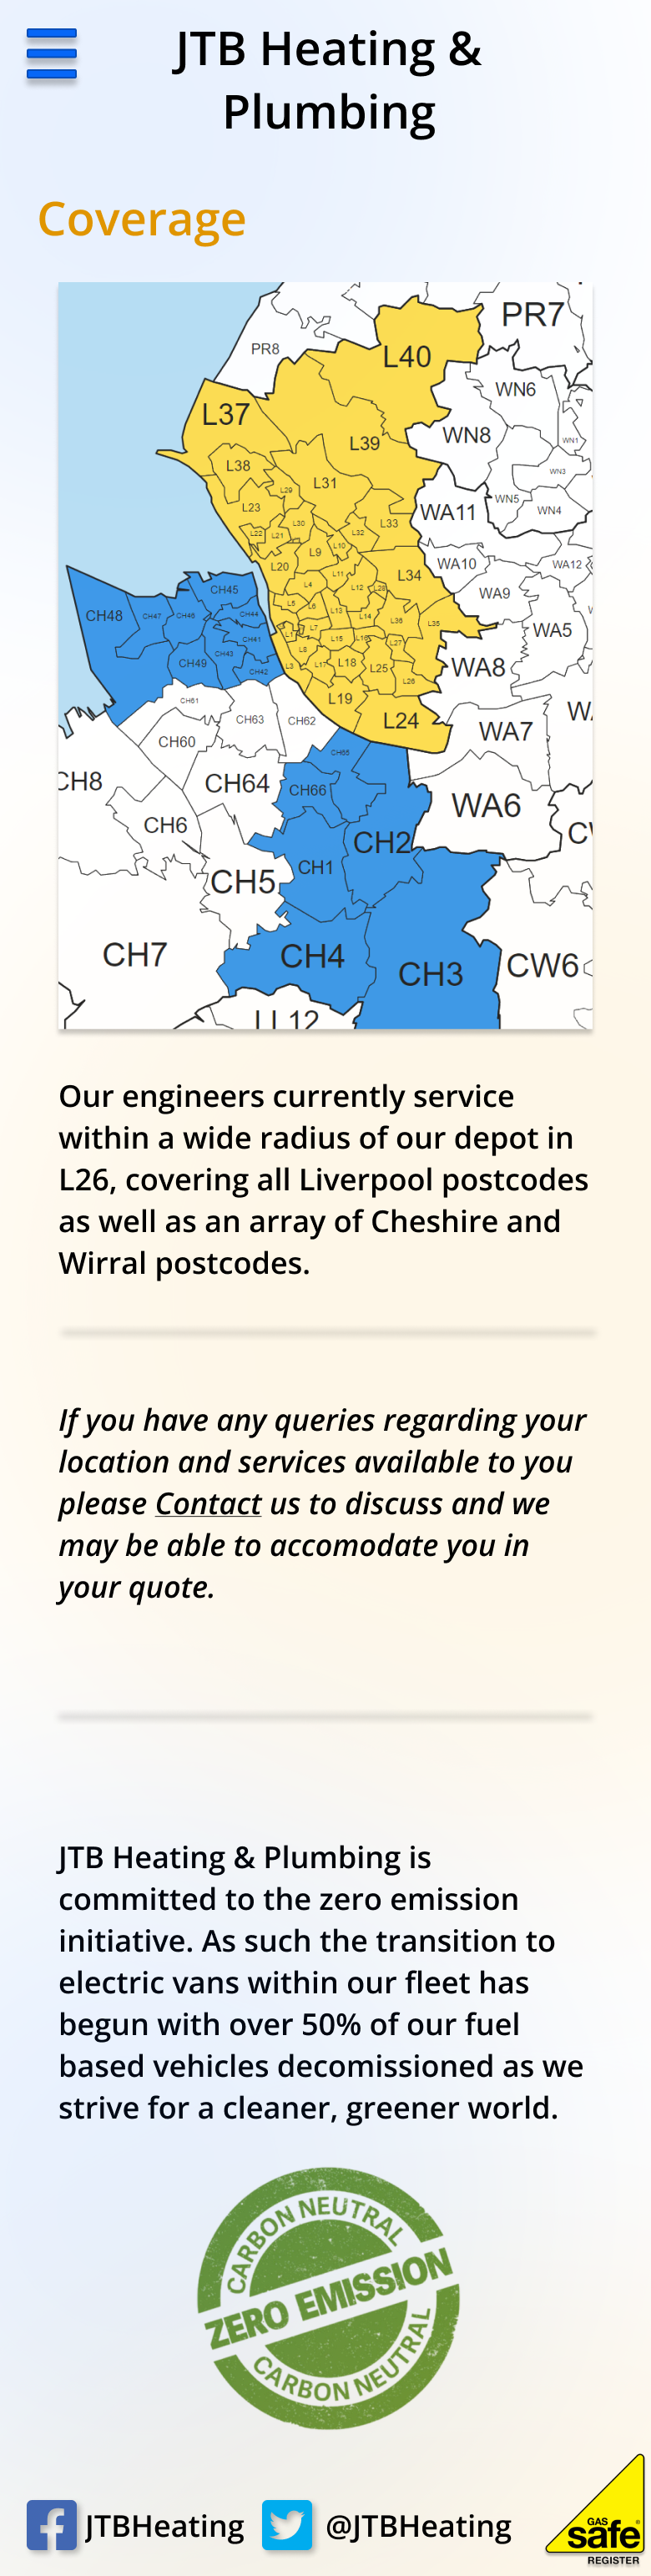 JTB Heating &
Plumbing
Coverage
PR7
PR8
L40
WN6
L37
WN8
L39
WN1
L38
WN3
L31
L29
WN5
L23
WN4
WA11
L30
L33
L22
L21
L32
L10
L9
WA10
WA12
L20
L34
L11
CH45
L4
L12
L28
WA9
CH48
CH47
CH46
CH44
L5
L6
L13
L14
L36
L35
WA5
L1
L7
CH41
L15
L16
L27
CH43
L8
CH49
L3
L17
L18
L25
WA8
CH42
L26
CH61
L19
CH63
CH62
L24
WA7
CH60
CH65
CH8
CH64
CH66
WA6
CH6
CH2
CH1
CH5
CH7
CH4
CH3
CW6
LL12
Our engineers currently service
within a wide radius of our depot in
L26, covering all Liverpool postcodes
as well as an array of Cheshire and
Wirral postcodes.
If you have any queries regarding your
location and services available to you
please Contact us to discuss and we
may be able to accomodate you in
your quote.
JTB Heating & Plumbing is
committed to the zero emission
initiative. As such the transition to
electric vans within our fleet has
begun with over 50% of our fuel
based vehicles decomissioned as we
strive for a cleaner, greener world.
CARBON NEUTRAL
ZERO EMISSION
CARBON NEUTRAL
JTBHeating
@JTBHeating
GAS
safe
REGISTER